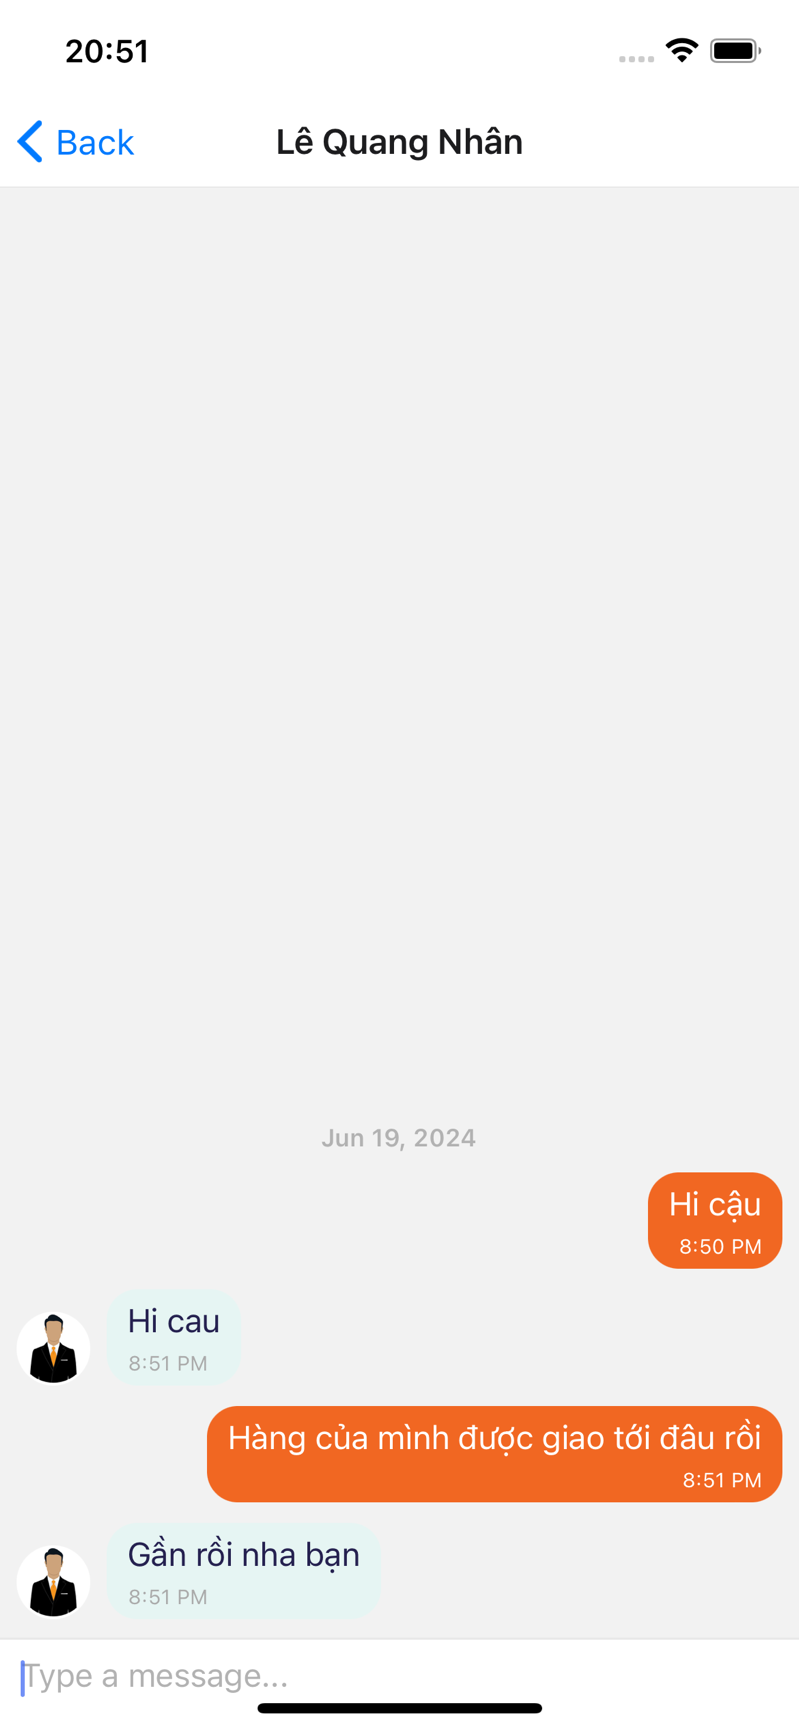 20:51
Back
Lê Quang Nhân
Jun 19, 2024
Hi cậu
8:50 PM
Hi cau
8:51 PM
Hàng của mình được giao tới đâu rồi
8:51 PM
Gần rồi nha bạn
8:51 PM
Type a message...